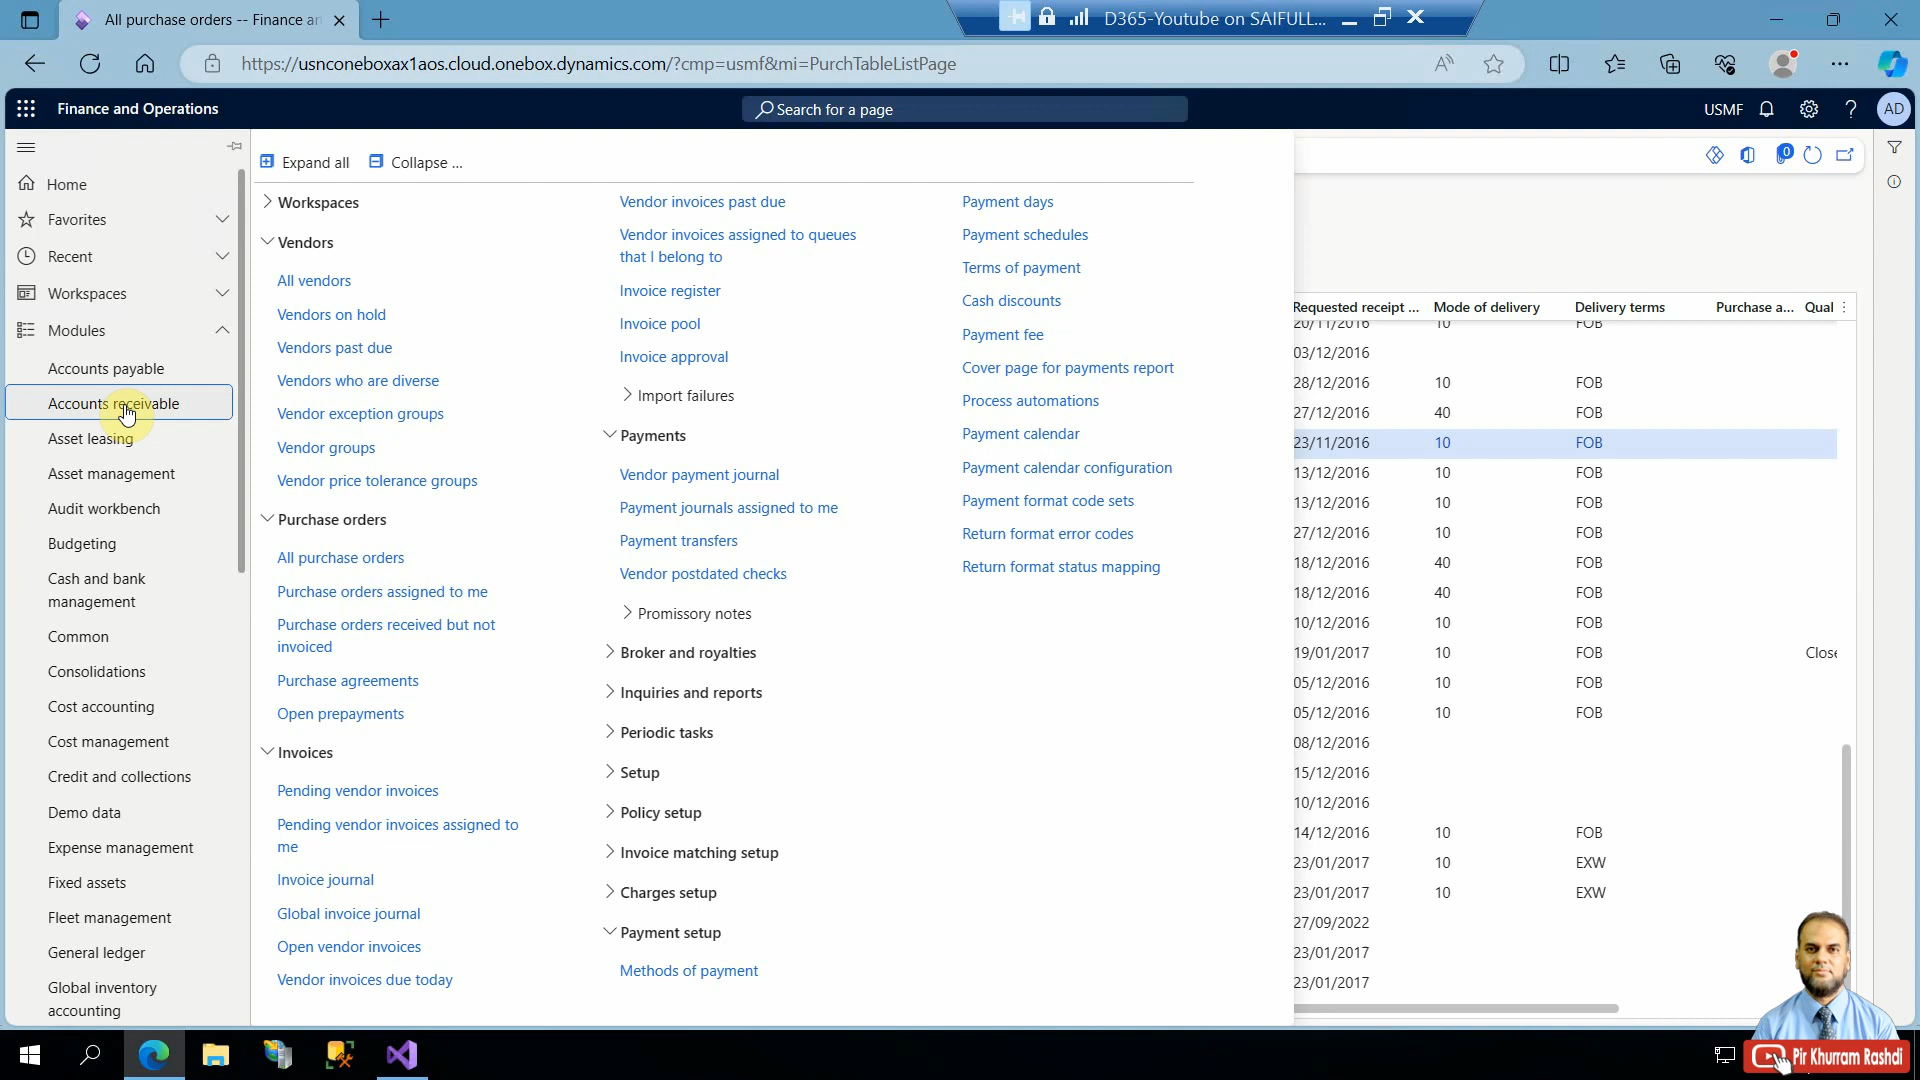 All purchase orders -- Finance an
D365-Youtube on SAIFULL...
https://usnconeboxax1aos.cloud.onebox.dynamics.com/?cmp=usmf&mi=PurchTableListPage
Finance and Operations
Search for a page
USMF
AD
0
Home
Favorites
Recent
Workspaces
Modules
Accounts payable
Accounts receivable
Asset leasing
Asset management
Audit workbench
Budgeting
Cash and bank
management
Common
Consolidations
Cost accounting
Cost management
Credit and collections
Demo data
Expense management
Fixed assets
Fleet management
General ledger
Global inventory
accounting
Expand all
Collapse ...
Workspaces
Vendors
All vendors
Vendors on hold
Vendors past due
Vendors who are diverse
Vendor exception groups
Vendor groups
Vendor price tolerance groups
Purchase orders
All purchase orders
Purchase orders assigned to me
Purchase orders received but not
invoiced
Purchase agreements
Open prepayments
Invoices
Pending vendor invoices
Pending vendor invoices assigned to
me
Invoice journal
Global invoice journal
Open vendor invoices
Vendor invoices due today
Vendor invoices past due
Vendor invoices assigned to queues
that I belong to
Invoice register
Invoice pool
Invoice approval
Import failures
Payments
Vendor payment journal
Payment journals assigned to me
Payment transfers
Vendor postdated checks
Promissory notes
Broker and royalties
Inquiries and reports
Periodic tasks
Setup
Policy setup
Invoice matching setup
Charges setup
Payment setup
Methods of payment
Payment days
Payment schedules
Terms of payment
Cash discounts
Payment fee
Cover page for payments report
Process automations
Payment calendar
Payment calendar configuration
Payment format code sets
Return format error codes
Return format status mapping
Requested receipt ... Mode of delivery Delivery terms Purchase a... Qual
20/11/2016 10 FOB
03/12/2016
28/12/2016 10 FOB
27/12/2016 40 FOB
23/11/2016 10 FOB
13/12/2016 10 FOB
13/12/2016 10 FOB
27/12/2016 10 FOB
18/12/2016 40 FOB
18/12/2016 40 FOB
10/12/2016 10 FOB
19/01/2017 10 FOB Close
05/12/2016 10 FOB
05/12/2016 10 FOB
08/12/2016
15/12/2016
10/12/2016
14/12/2016 10 FOB
23/01/2017 10 EXW
23/01/2017 10 EXW
27/09/2022
23/01/2017
23/01/2017
Pir Khurram Rashdi